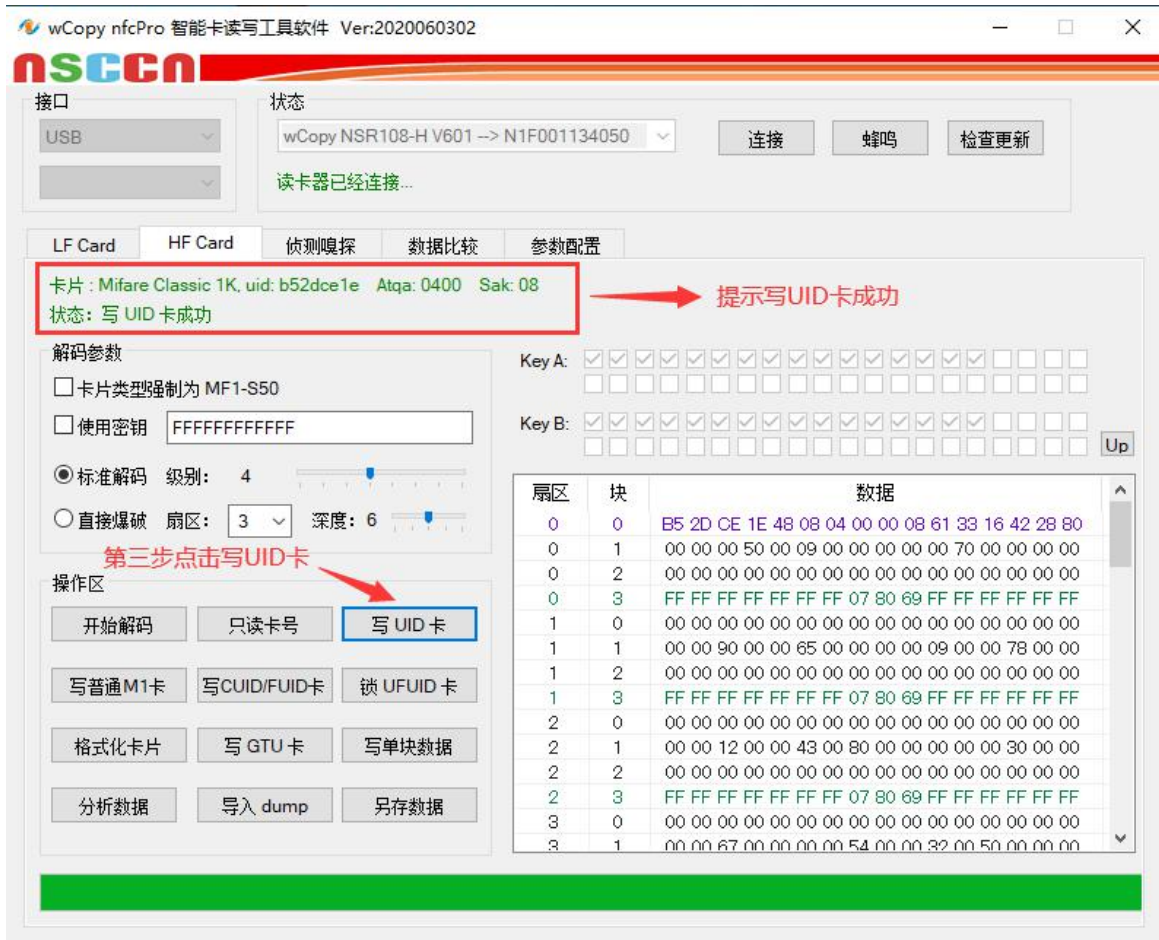 wCopy nfcPro 智能卡读写工具软件 Ver:2020060302
nsccn
接口
状态
USB
wCopy NSR108-H V601 --> N1F001134050
连接
蜂鸣
检查更新
读卡器已经连接...
LF Card
HF Card
侦测嗅探
数据比较
参数配置
卡片 : Mifare Classic 1K, uid: b52dce1e Atqa: 0400 Sak: 08
状态：写 UID 卡成功
提示写UID卡成功
解码参数
卡片类型强制为 MF1-S50
使用密钥 FFFFFFFFFFFF
标准解码 级别： 4
直接爆破 扇区： 3 深度：6
Key A:
Key B:
Up
第三步点击写UID卡
操作区
开始解码
只读卡号
写 UID 卡
写普通M1卡
写CUID/FUID卡
锁 UFUID 卡
格式化卡片
写 GTU 卡
写单块数据
分析数据
导入 dump
另存数据
扇区 块 数据
0 0 B5 2D CE 1E 48 08 04 00 00 08 61 33 16 42 28 80
0 1 00 00 00 50 00 09 00 00 00 00 00 70 00 00 00 00
0 2 00 00 00 00 00 00 00 00 00 00 00 00 00 00 00 00
0 3 FF FF FF FF FF FF FF 07 80 69 FF FF FF FF FF FF
1 0 00 00 00 00 00 00 00 00 00 00 00 00 00 00 00 00
1 1 00 00 90 00 00 65 00 00 00 00 00 09 00 00 78 00 00
1 2 00 00 00 00 00 00 00 00 00 00 00 00 00 00 00 00
1 3 FF FF FF FF FF FF FF 07 80 69 FF FF FF FF FF FF
2 0 00 00 00 00 00 00 00 00 00 00 00 00 00 00 00 00
2 1 00 00 12 00 00 43 00 80 00 00 00 00 00 30 00 00
2 2 00 00 00 00 00 00 00 00 00 00 00 00 00 00 00 00
2 3 FF FF FF FF FF FF FF 07 80 69 FF FF FF FF FF FF
3 0 00 00 00 00 00 00 00 00 00 00 00 00 00 00 00 00
3 1 00 00 67 00 00 00 00 54 00 00 32 00 50 00 00 00